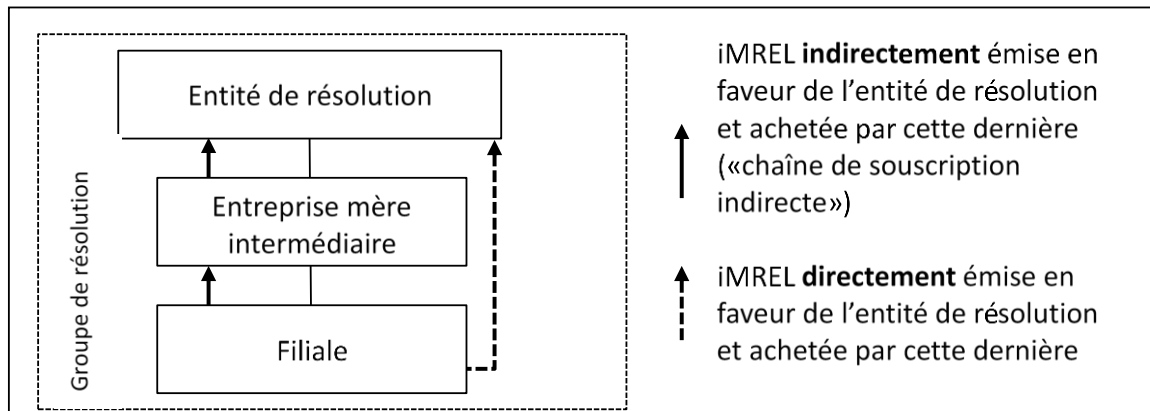 Groupe de résolution
Entité de résolution
Entreprise mère
intermédiaire
Filiale
iMREL indirectement émise en
faveur de l’entité de résolution
et achetée par cette dernière
(«chaîne de souscription
indirecte»)
iMREL directement émise en
faveur de l’entité de résolution
et achetée par cette dernière